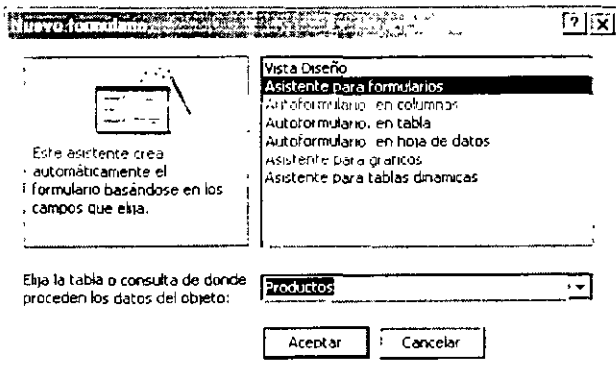 Nuevo formulario
Vista Diseño
Asistente para formularios
Autoformulario en columnas
Autoformulario. en tabla
Autoformulario en hoja de datos
Asistente para graficos
Asistente para tablas dinamicas
Este asistente crea
automáticamente el
formulario basándose en los
campos que elija.
Elija la tabla o consulta de donde
proceden los datos del objeto:
Productos
Aceptar
Cancelar